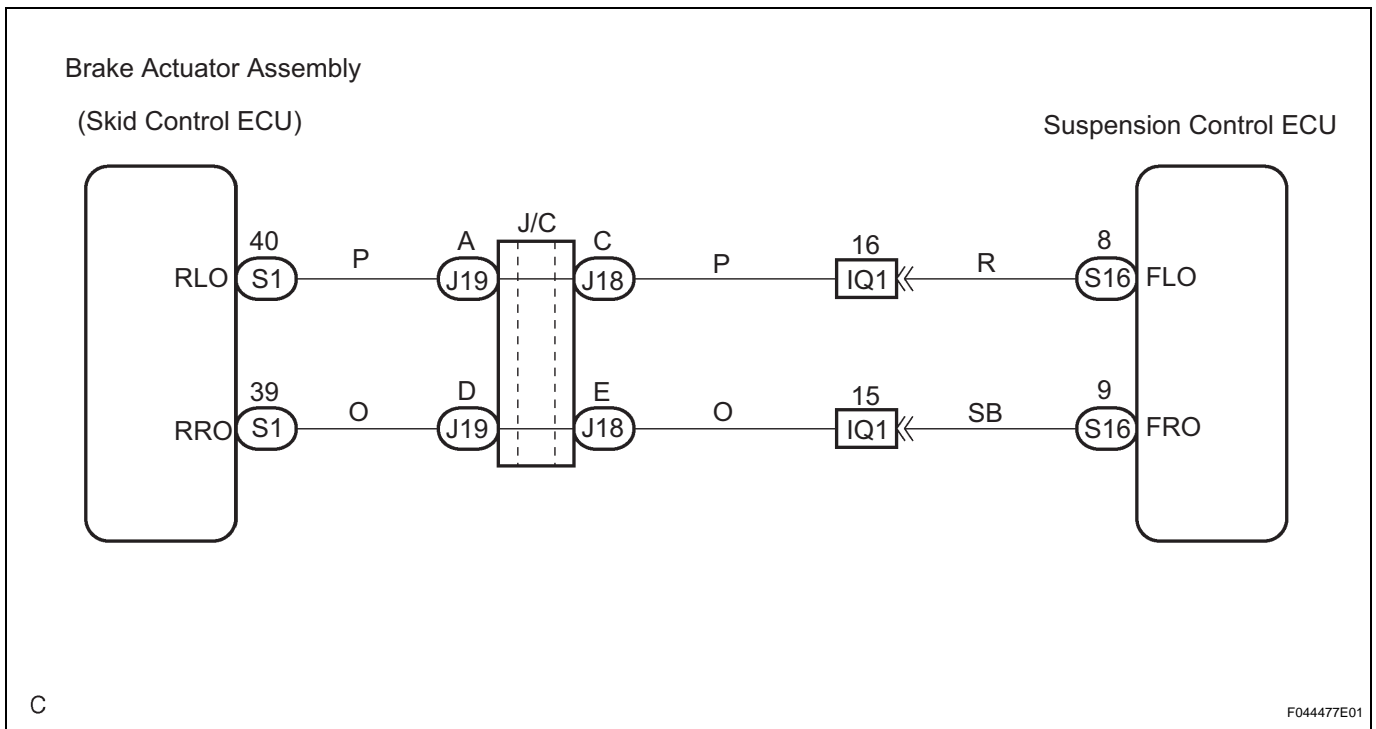 Brake Actuator Assembly
(Skid Control ECU)
Suspension Control ECU
J/C
40 A C 16 8
RLO S1 P J19 J18 P IQ1 R S16 FLO
39 D E 15 9
RRO S1 O J19 J18 O IQ1 SB S16 FRO
C
F044477E01